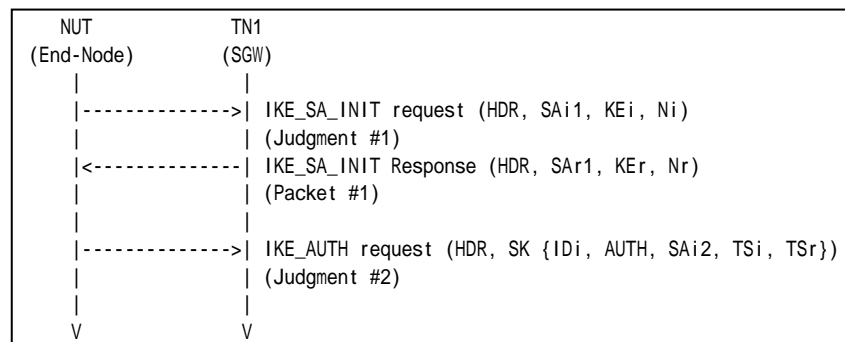 NUT TN1
(End-Node) (SGW)
| |
|-------------->| IKE_SA_INIT request (HDR, SAi1, KEi, Ni)
| | (Judgment #1)
|<--------------| IKE_SA_INIT Response (HDR, SAr1, KEr, Nr)
| | (Packet #1)
| |
|-------------->| IKE_AUTH request (HDR, SK {IDi, AUTH, SAi2, TSi, TSr})
| | (Judgment #2)
| |
V V